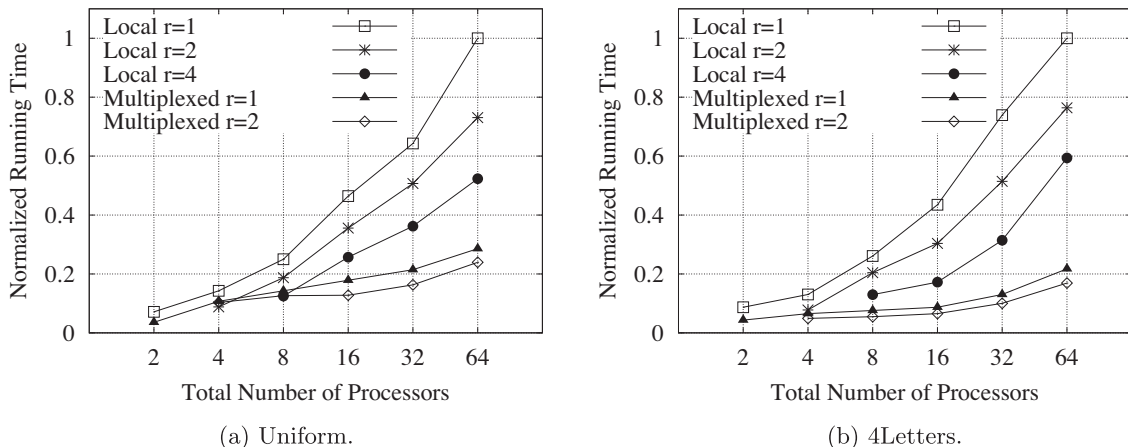 Normalized Running Time
1
0.8
0.6
0.4
0.2
0
Local r=1
Local r=2
Local r=4
Multiplexed r=1
Multiplexed r=2
2 4 8 16 32 64
Total Number of Processors
(a) Uniform.
Normalized Running Time
1
0.8
0.6
0.4
0.2
0
Local r=1
Local r=2
Local r=4
Multiplexed r=1
Multiplexed r=2
2 4 8 16 32 64
Total Number of Processors
(b) 4Letters.